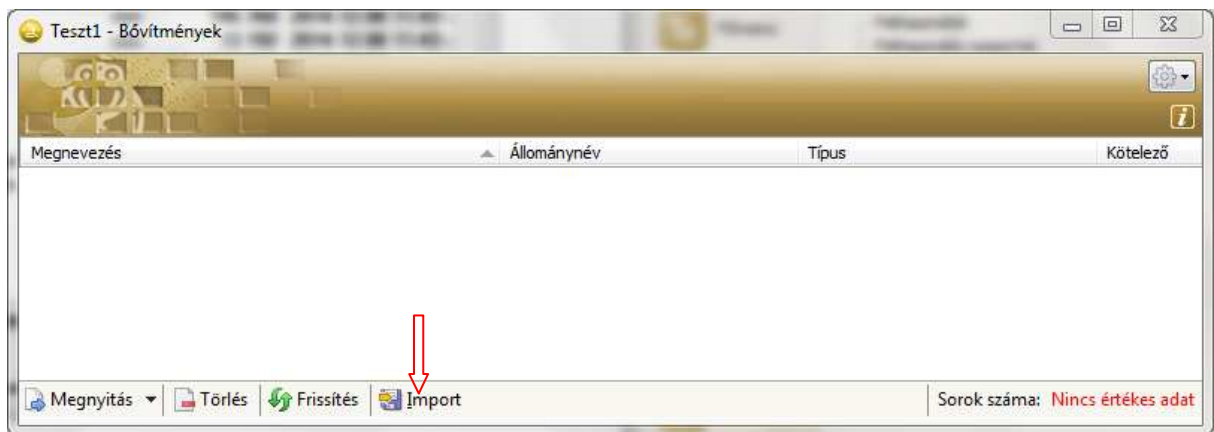 Teszt1 - Bővítmények
Megnevezés Állománynév Típus Kötelező
Megnyitás Törlés Frissítés Import Sorok száma: Nincs értékes adat